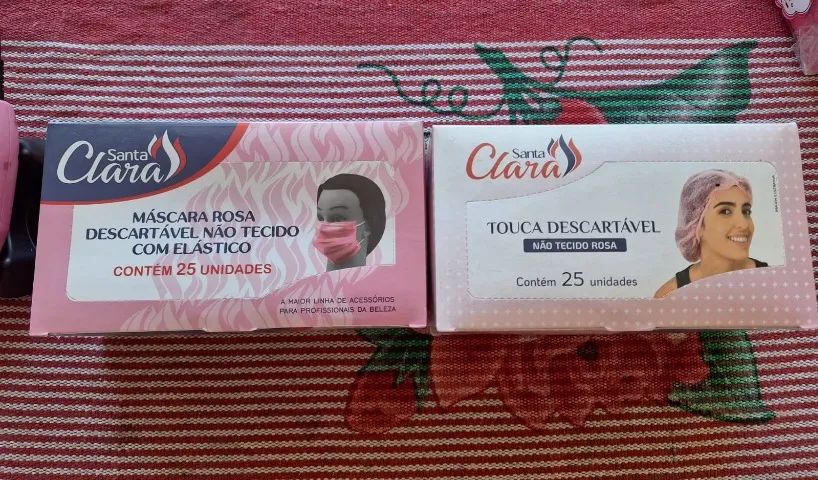 Santa
Clara
MÁSCARA ROSA
DESCARTÁVEL NÃO TECIDO
COM ELÁSTICO
CONTÉM 25 UNIDADES
A MAIOR LINHA DE ACESSÓRIOS
PARA PROFISSIONAIS DA BELEZA
Santa
Clara
TOUCA DESCARTÁVEL
NÃO TECIDO ROSA
Contém 25 unidades